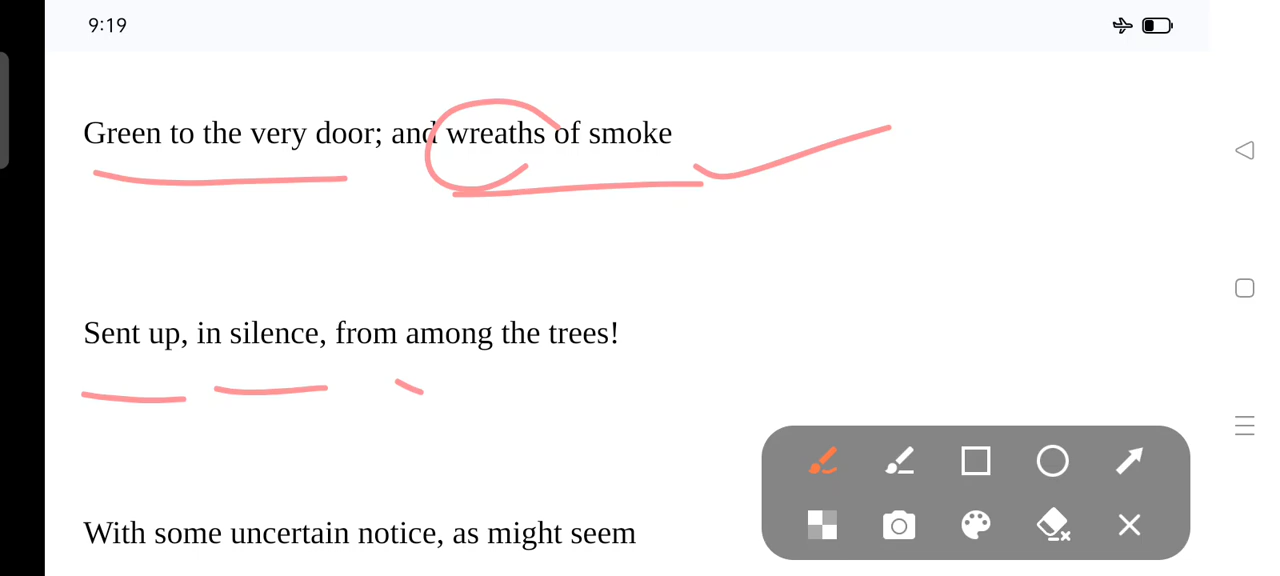 9:19
Green to the very door; and wreaths of smoke
Sent up, in silence, from among the trees!
With some uncertain notice, as might seem